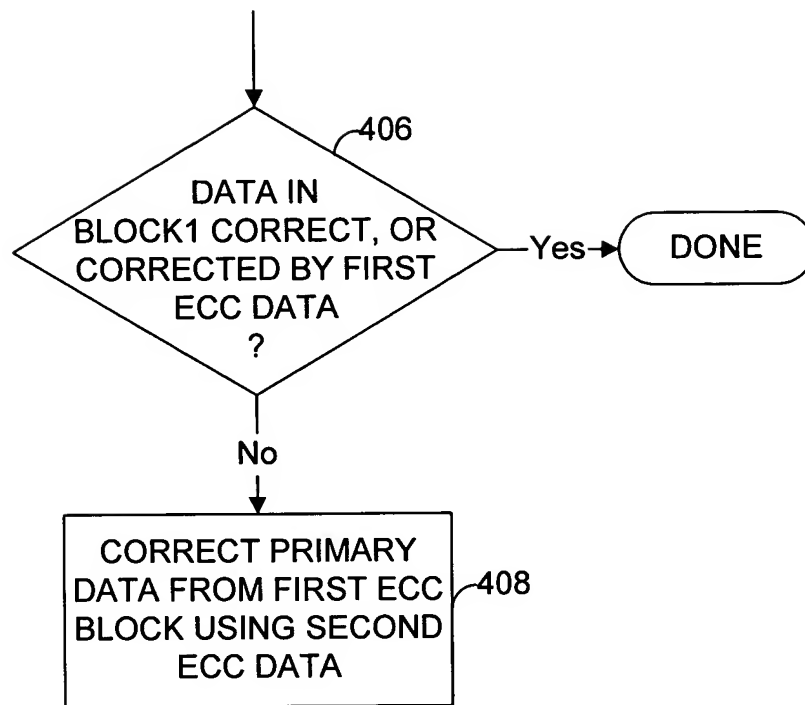 406
DATA IN
BLOCK1 CORRECT, OR
CORRECTED BY FIRST
ECC DATA
?
Yes
DONE
No
CORRECT PRIMARY
DATA FROM FIRST ECC
BLOCK USING SECOND
ECC DATA
408